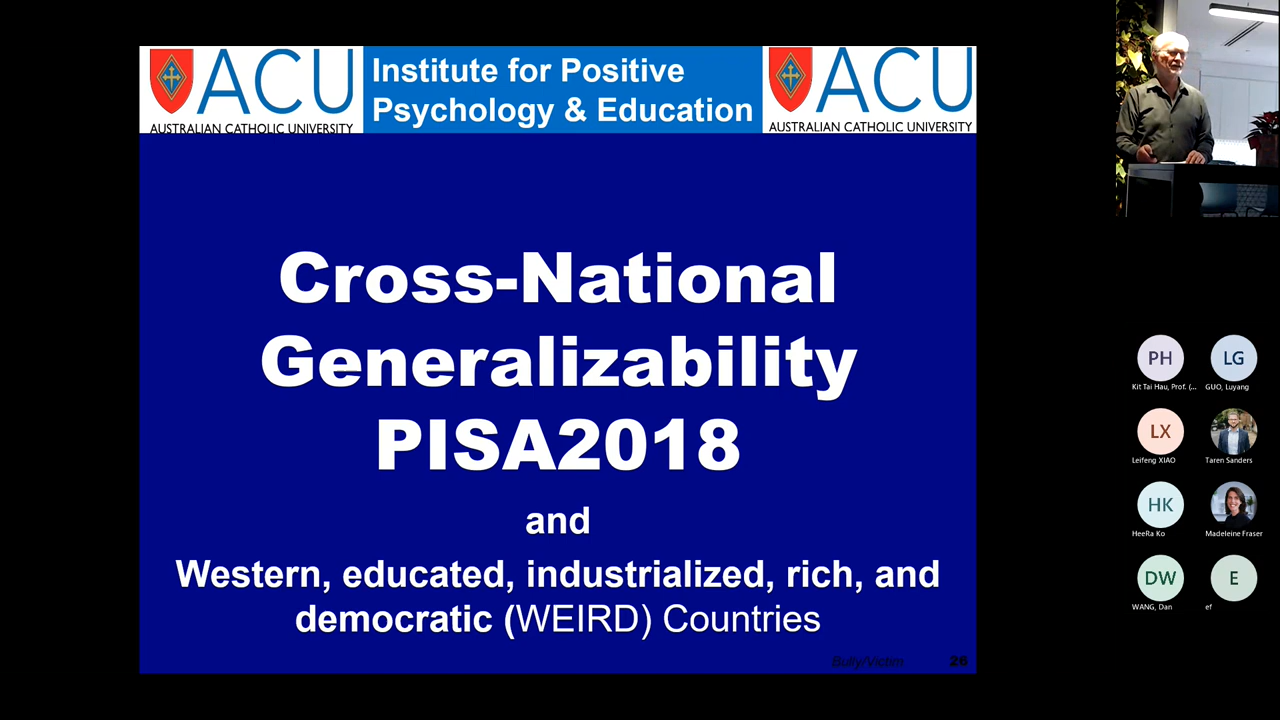 ACU
AUSTRALIAN CATHOLIC UNIVERSITY
Institute for Positive
Psychology & Education
ACU
AUSTRALIAN CATHOLIC UNIVERSITY
Cross-National
Generalizability
PISA2018
and
Western, educated, industrialized, rich, and
democratic (WEIRD) Countries
Bully/Victim
26
PH
Kit Tai Hau, Prof. (...
LG
GUO, Luyang
LX
Leifeng XIAO
Taren Sanders
HK
HeeRa Ko
Madeleine Fraser
DW
WANG, Dan
E
ef